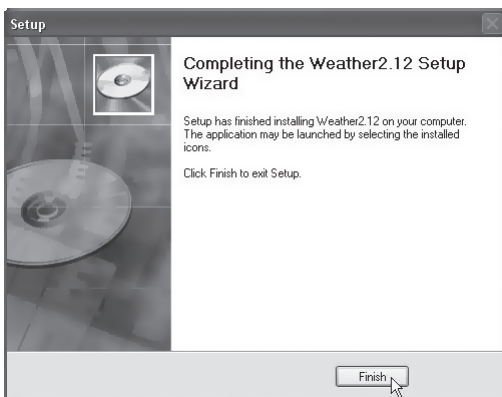 Setup
Completing the Weather2.12 Setup
Wizard
Setup has finished installing Weather2.12 on your computer.
The application may be launched by selecting the installed
icons.
Click Finish to exit Setup.
Finish